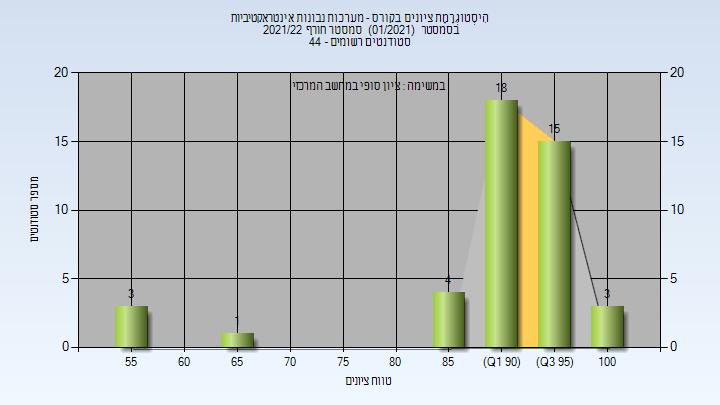 היסטוגרמת ציונים בקורס - מערכות נבונות אינטראקטיביות
בסמסטר (01/2021) סמסטר חורף 2021/22
סטודנטים רשומים - 44
במשימה : ציון סופי במחשב המרכזי
20 20
15 15
10 10
5 5
0 0
18
15
4
3
3
1
מספר סטודנטים
55 60 65 70 75 80 85 (Q1 90) (Q3 95) 100
טווח ציונים